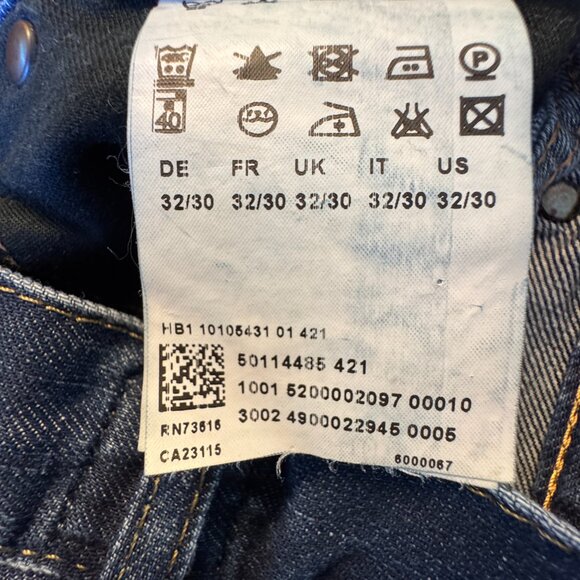 P
40
DE FR UK IT US
32/30 32/30 32/30 32/30 32/30
HB1 10105431 01 421
50114485 421
1001 5200002097 00010
RN73616 3002 4900022945 0005
CA23115 6000067